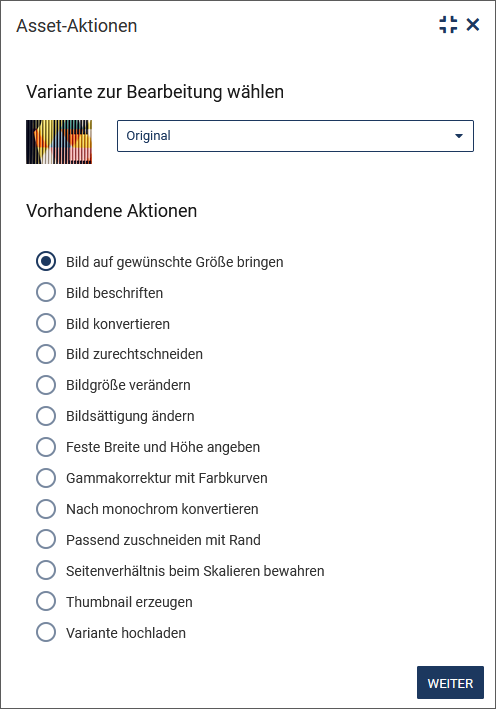 Asset-Aktionen
Variante zur Bearbeitung wählen
Original
Vorhandene Aktionen
Bild auf gewünschte Größe bringen
Bild beschriften
Bild konvertieren
Bild zurechtschneiden
Bildgröße verändern
Bildsättigung ändern
Feste Breite und Höhe angeben
Gammakorrektur mit Farbkurven
Nach monochrom konvertieren
Passend zuschneiden mit Rand
Seitenverhältnis beim Skalieren bewahren
Thumbnail erzeugen
Variante hochladen
WEITER